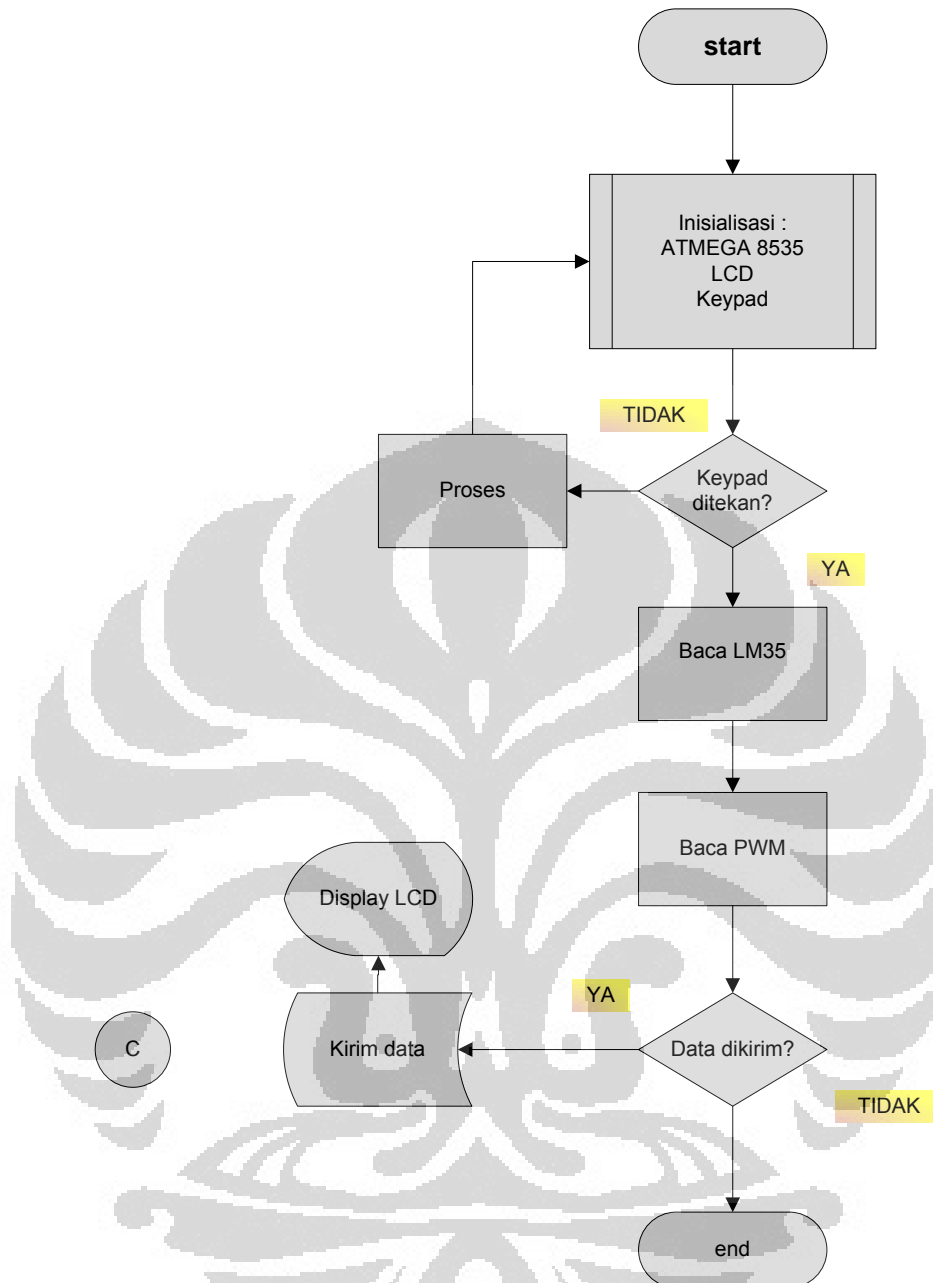 start
Inisialisasi :
ATMEGA 8535
LCD
Keypad
TIDAK
Keypad
ditekan?
Proses
YA
Baca LM35
Baca PWM
Display LCD
YA
C
Kirim data
Data dikirim?
TIDAK
end